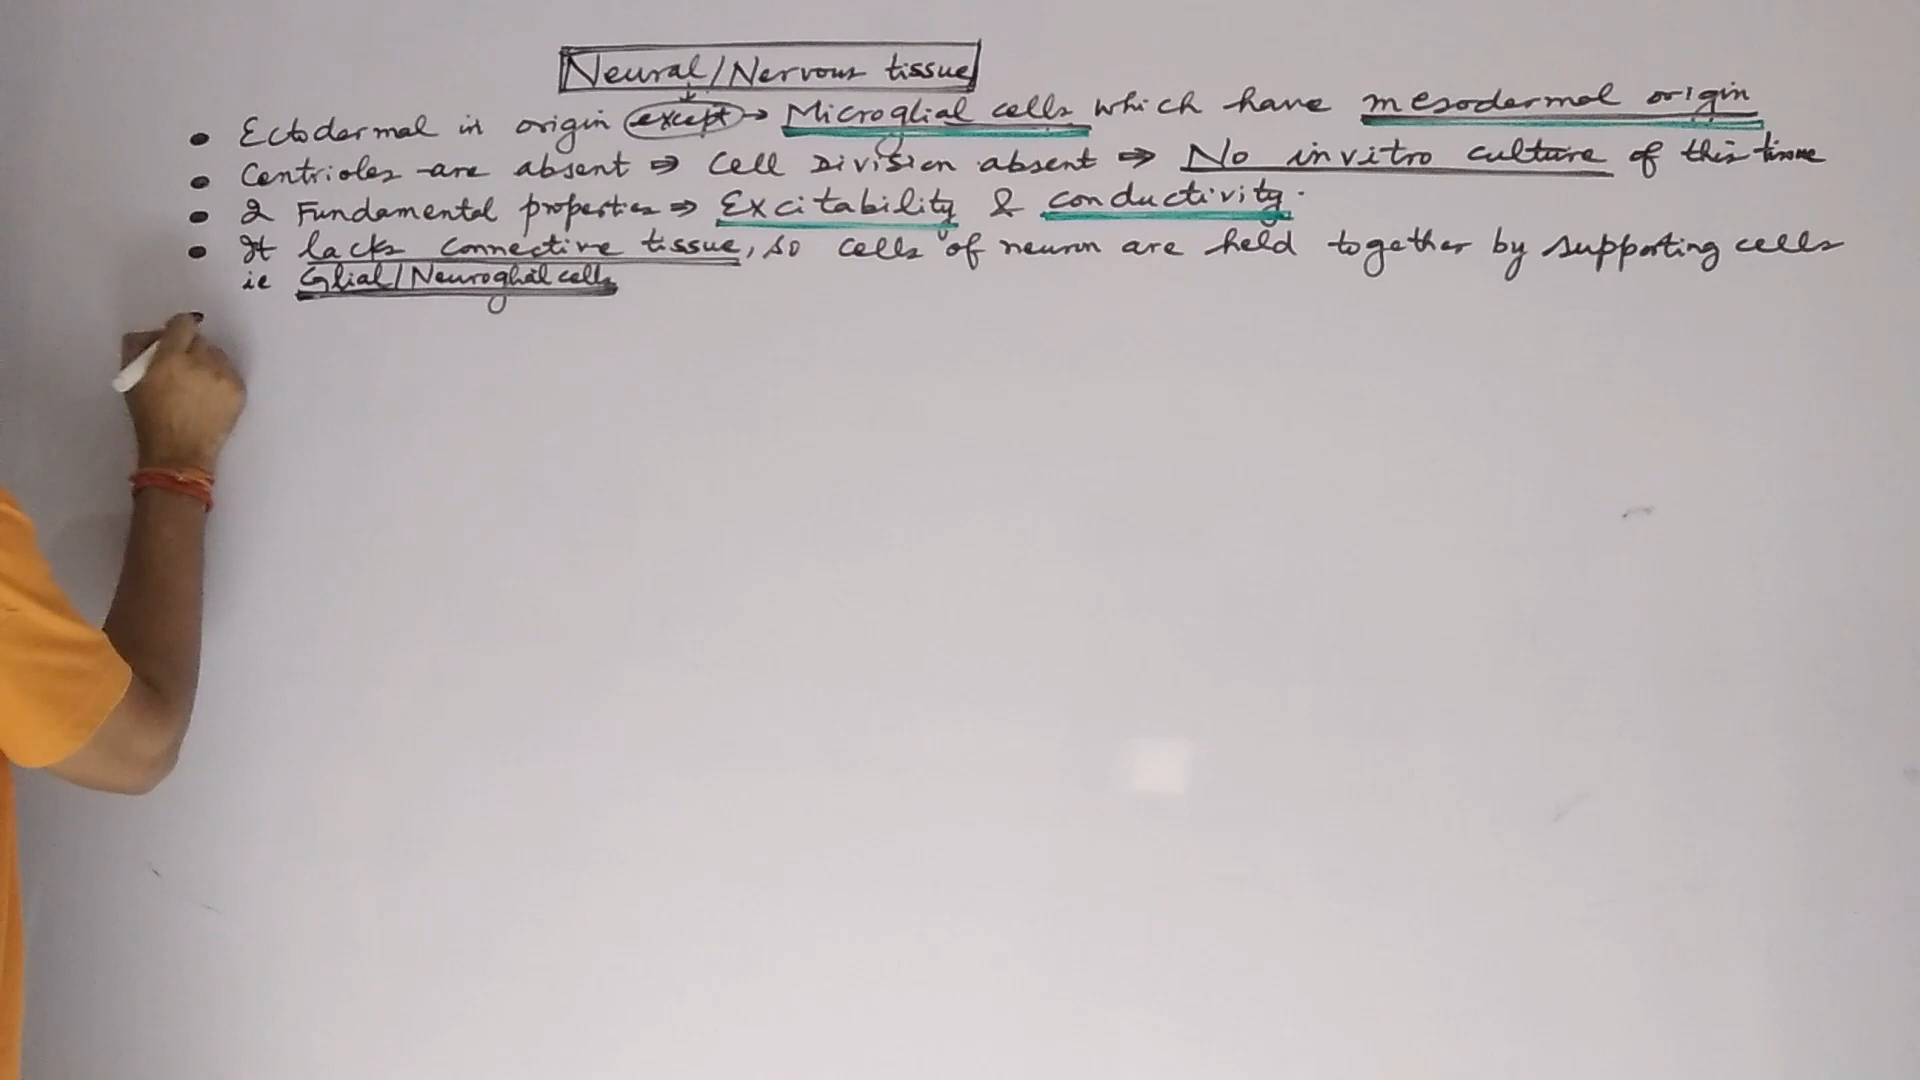 Neural/Nervous tissue
• Ectodermal in origin except → Microglial cells which have mesodermal origin
• Centrioles are absent ⇒ Cell Division absent ⇒ No invitro culture of this tissue
• 2 Fundamental properties ⇒ Excitability & conductivity.
• It lacks connective tissue, so cells of neuron are held together by supporting cells
ie Glial/Neuroglial cells